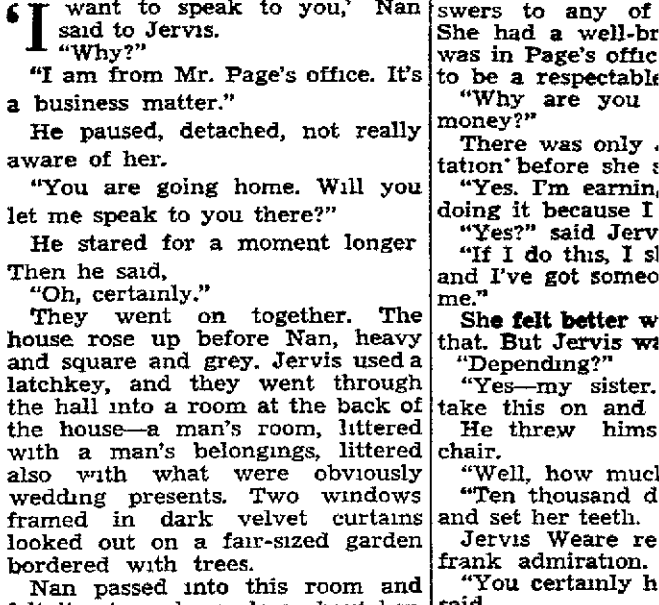 'I want to speak to you,' Nan
said to Jervis.
"Why?"
"I am from Mr. Page's office. It's
a business matter."
He paused, detached, not really
aware of her.
"You are going home. Will you
let me speak to you there?"
He stared for a moment longer
Then he said,
"Oh, certainly."
They went on together. The
house rose up before Nan, heavy
and square and grey. Jervis used a
latchkey, and they went through
the hall into a room at the back of
the house—a man's room, littered
with a man's belongings, littered
also with what were obviously
wedding presents. Two windows
framed in dark velvet curtains
looked out on a fair-sized garden
bordered with trees.
Nan passed into this room and
swers to any of
She had a well-br
was in Page's offic
to be a respectable
"Why are you
money?"
There was only
tation before she
"Yes. I'm earnin
doing it because I
"Yes?" said Jerv
"If I do this, I sl
and I've got someo
me."
She felt better w
that. But Jervis wa
"Depending?"
"Yes—my sister.
take this on and
He threw hims
chair.
"Well, how mucl
"Ten thousand d
and set her teeth.
Jervis Weare re
frank admiration.
"You certainly h
said